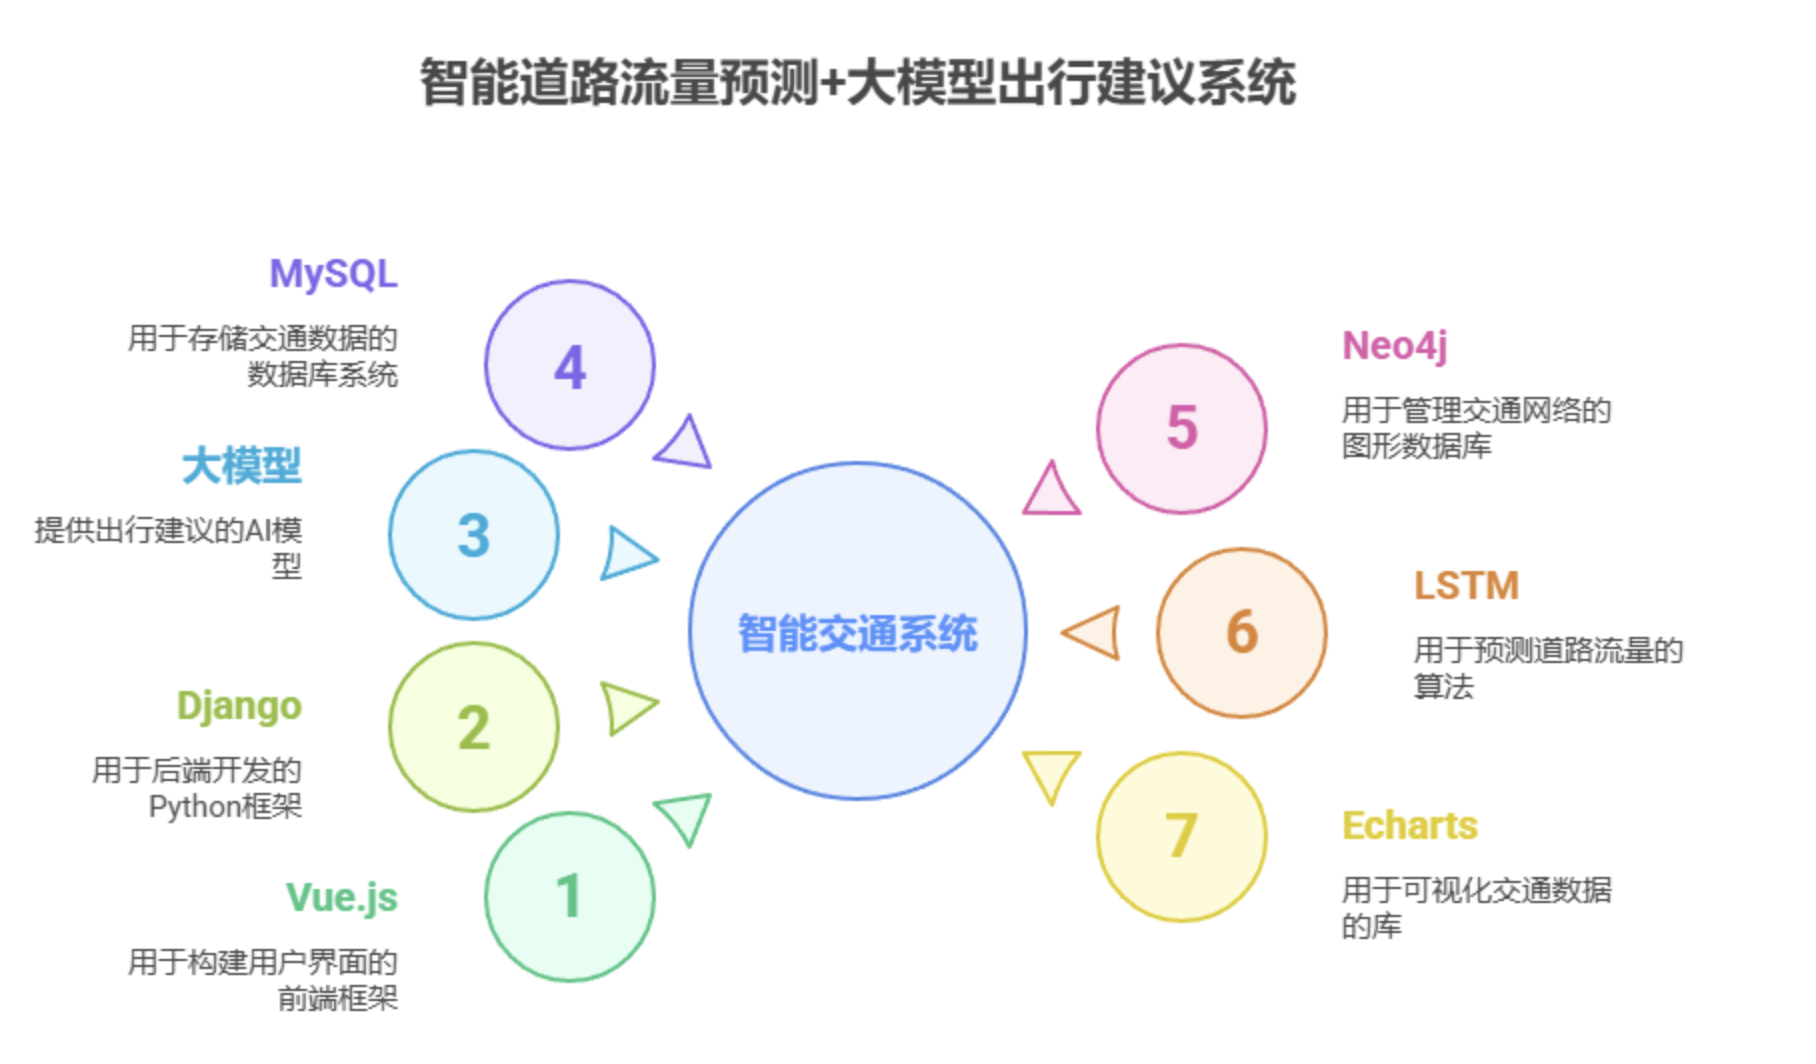 智能道路流量预测+大模型出行建议系统
MySQL
用于存储交通数据的
数据库系统
4
大模型
提供出行建议的AI模
型
3
Django
用于后端开发的
Python框架
2
Vue.js
用于构建用户界面的
前端框架
1
智能交通系统
5
Neo4j
用于管理交通网络的
图形数据库
6
LSTM
用于预测道路流量的
算法
7
Echarts
用于可视化交通数据
的库